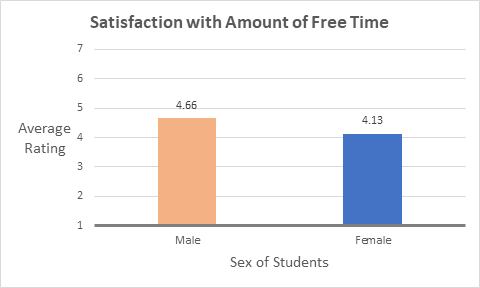 Satisfaction with Amount of Free Time
7
6
5
4
3
2
1
Average
Rating
4.66
4.13
Male
Female
Sex of Students